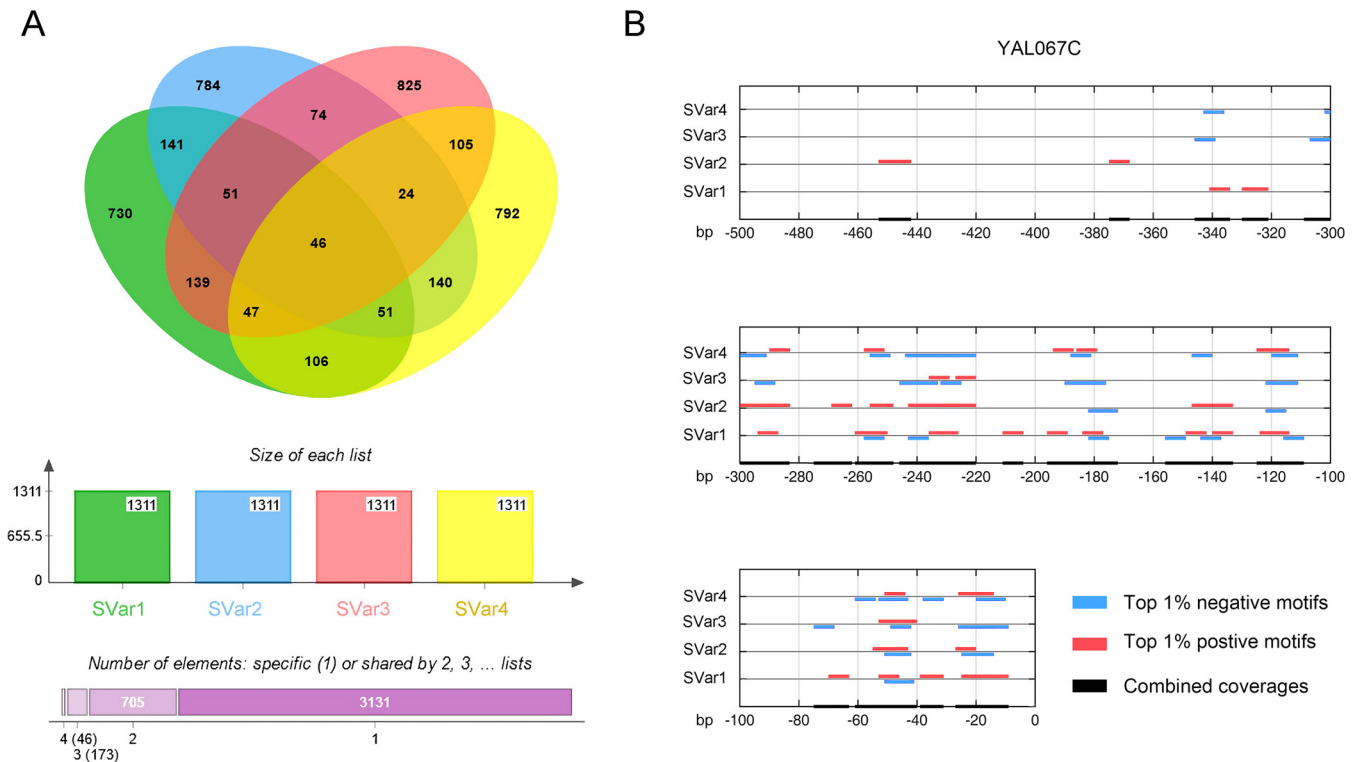 A
784
825
74
141
105
51
24
730
792
46
139
140
47
51
106
Size of each list
1311
655.5
0
1311
1311
1311
1311
SVar1
SVar2
SVar3
SVar4
Number of elements: specific (1) or shared by 2, 3, ... lists
705
3131
4 (46)
3 (173)
2
1
B
YAL067C
SVar4
SVar3
SVar2
SVar1
bp
-500
-480
-460
-440
-420
-400
-380
-360
-340
-320
-300
SVar4
SVar3
SVar2
SVar1
bp
-300
-280
-260
-240
-220
-200
-180
-160
-140
-120
-100
SVar4
SVar3
SVar2
SVar1
bp
-100
-80
-60
-40
-20
0
Top 1% negative motifs
Top 1% postive motifs
Combined coverages